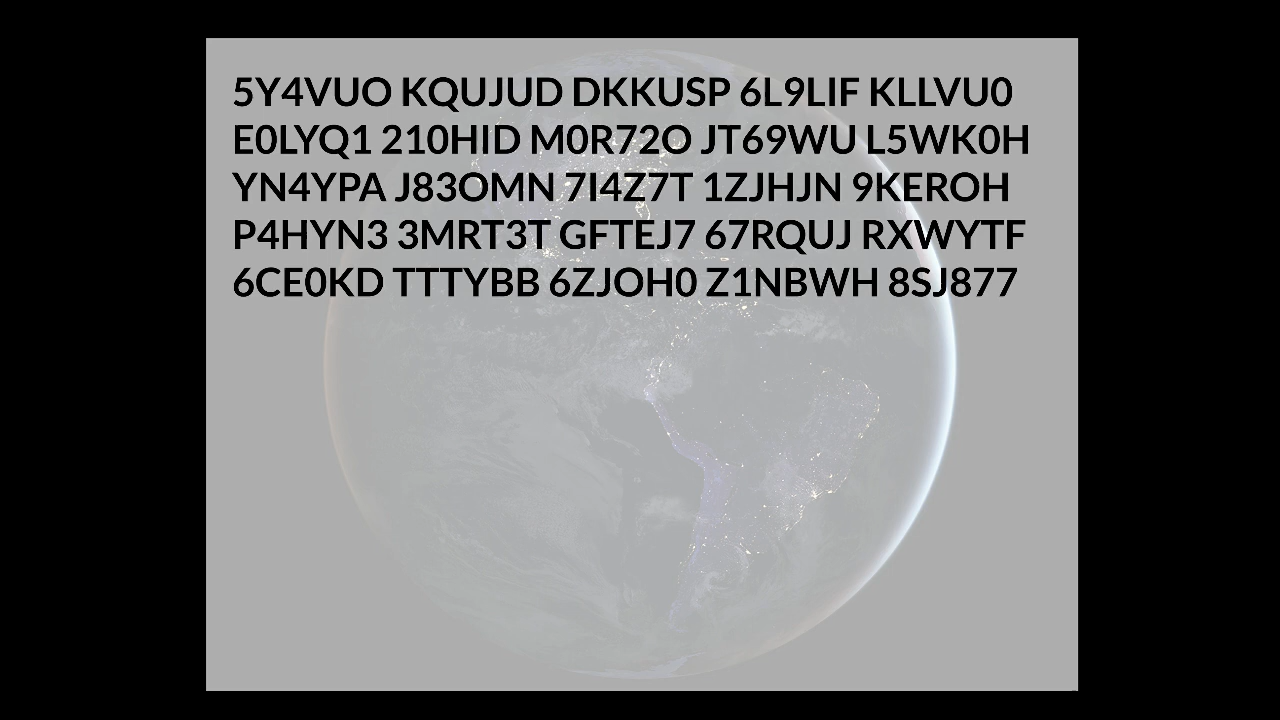 5Y4VUO KQUJUD DKKUSP 6L9LIF KLLVU0
E0LYQ1 210HID M0R72O JT69WU L5WK0H
YN4YPA J83OMN 7I4Z7T 1ZJHJN 9KEROH
P4HYN3 3MRT3T GFTEJ7 67RQUJ RXWYTF
6CE0KD TTTYBB 6ZJOH0 Z1NBWH 8SJ877